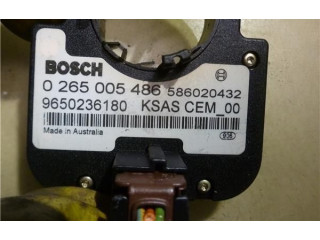 BOSCH
0 265 005 486 586020432
9650236180 KSAS CEM_00
Made in Australia